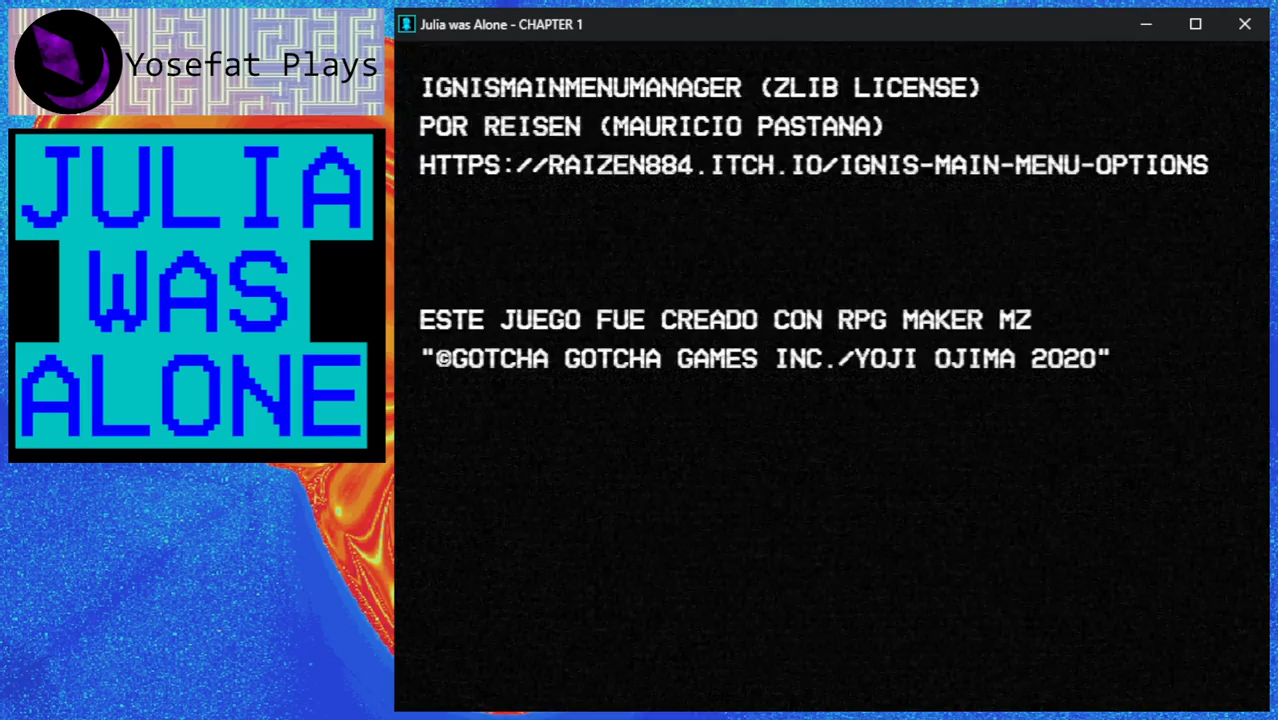 Yosefat Plays
JULIA
WAS
ALONE
Julia was Alone - CHAPTER 1
IGNISMAINMENUMANAGER (ZLIB LICENSE)
POR REISEN (MAURICIO PASTANA)
HTTPS://RAIZEN884.ITCH.IO/IGNIS-MAIN-MENU-OPTIONS
ESTE JUEGO FUE CREADO CON RPG MAKER MZ
"©GOTCHA GOTCHA GAMES INC./YOJI OJIMA 2020"